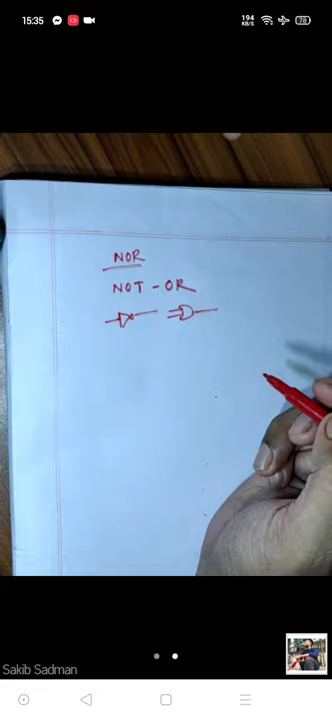 15:35
194
KB/S
78
NOR
NOT - OR
Sakib Sadman